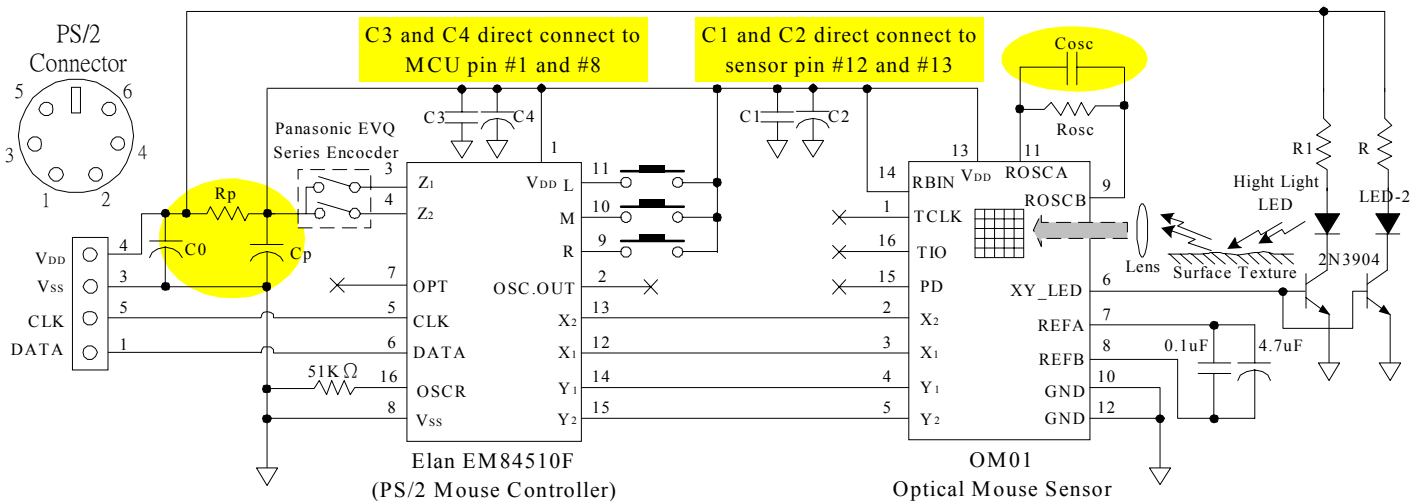 PS/2
Connector
5
6
3
4
1
2
C3 and C4 direct connect to
MCU pin #1 and #8
C1 and C2 direct connect to
sensor pin #12 and #13
Cosc
Rosc
C3
C4
C1
C2
Panasonic EVQ
Series Encocder
Rp
C0
Cp
VDD
4
VSS
3
CLK
5
DATA
1
51KΩ
3
Z1
4
Z2
7
OPT
5
CLK
6
DATA
16
OSCR
8
VSS
1
VDD
L
11
M
10
R
9
OSC.OUT
2
X2
13
X1
12
Y1
14
Y2
15
Elan EM84510F
(PS/2 Mouse Controller)
14
RBIN
1
TCLK
16
TIO
15
PD
2
X2
3
X1
4
Y1
5
Y2
13
VDD
11
ROSCA
9
ROSCB
XY_LED
6
REFA
7
REFB
8
GND
10
GND
12
OM01
Optical Mouse Sensor
Lens
Surface Texture
Hight Light
LED
R1
R
LED-2
2N3904
0.1uF
4.7uF